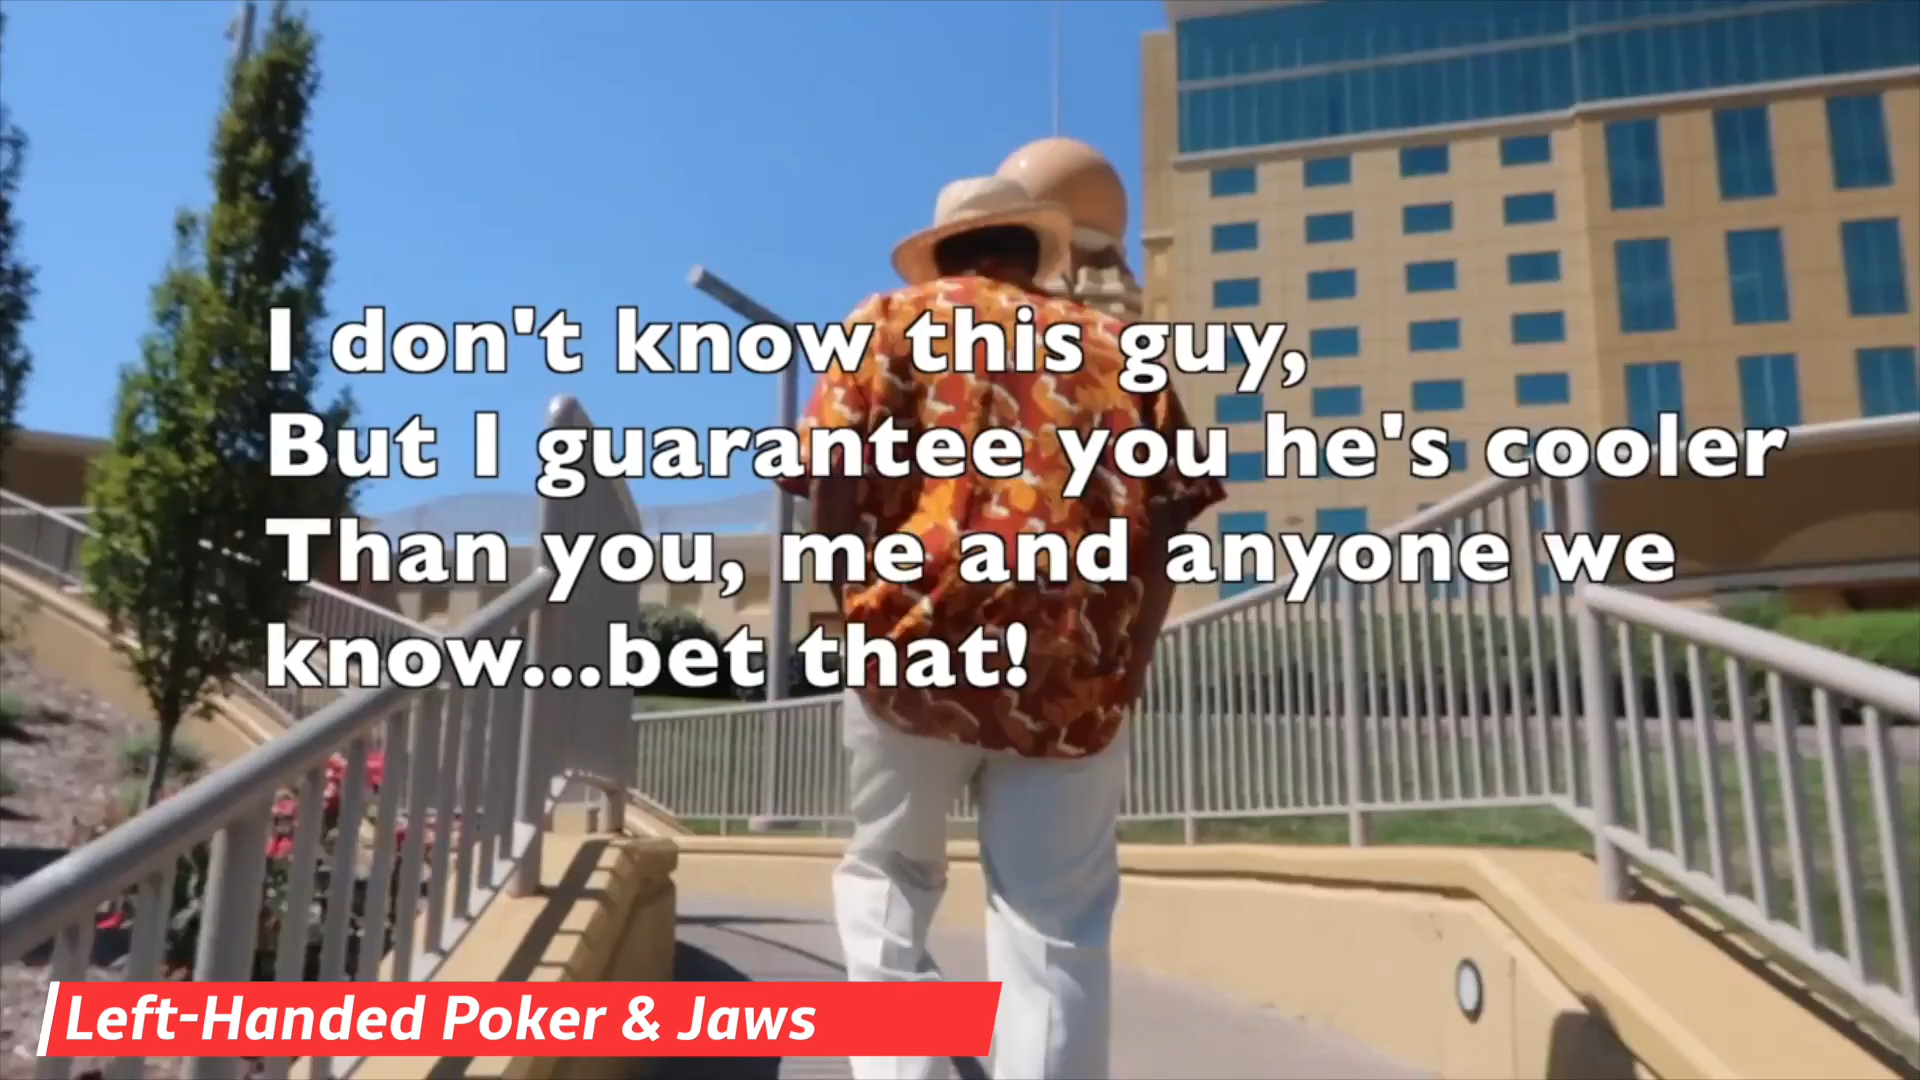 I don't know this guy,
But I guarantee you he's cooler
Than you, me and anyone we
know...bet that!
Left-Handed Poker & Jaws